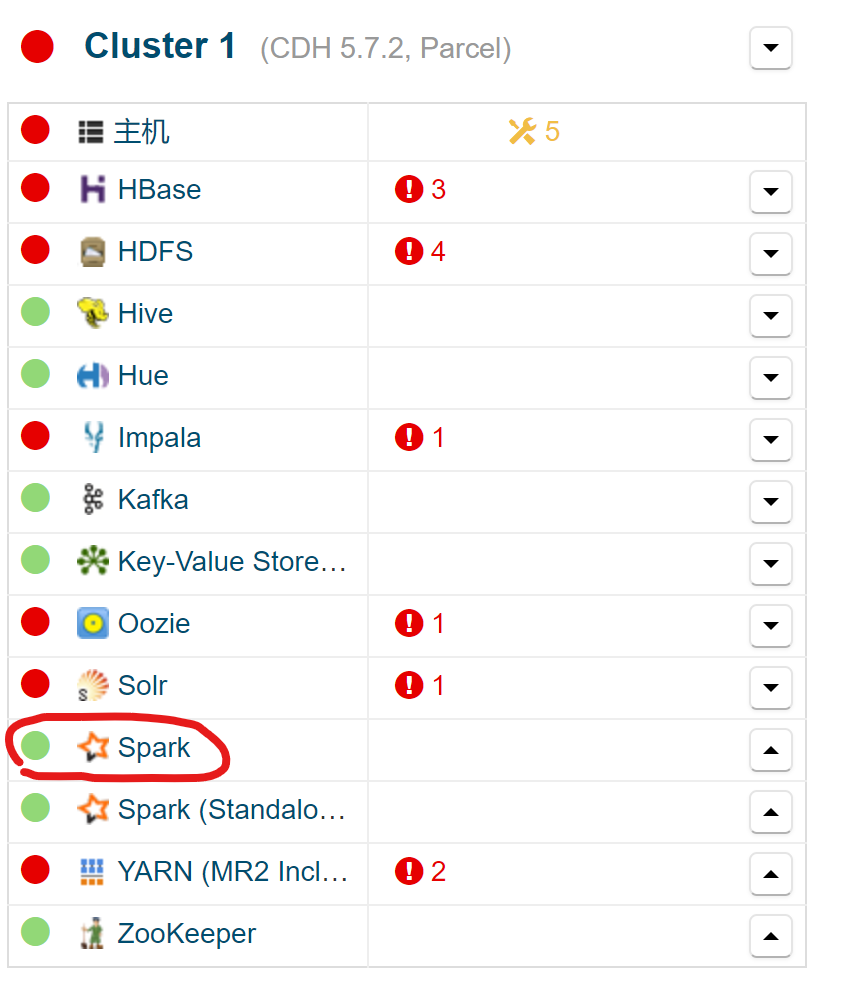 Cluster 1 (CDH 5.7.2, Parcel)
主机 5
HBase 3
HDFS 4
Hive
Hue
Impala 1
Kafka
Key-Value Store…
Oozie 1
Solr 1
Spark
Spark (Standalo…
YARN (MR2 Incl… 2
ZooKeeper